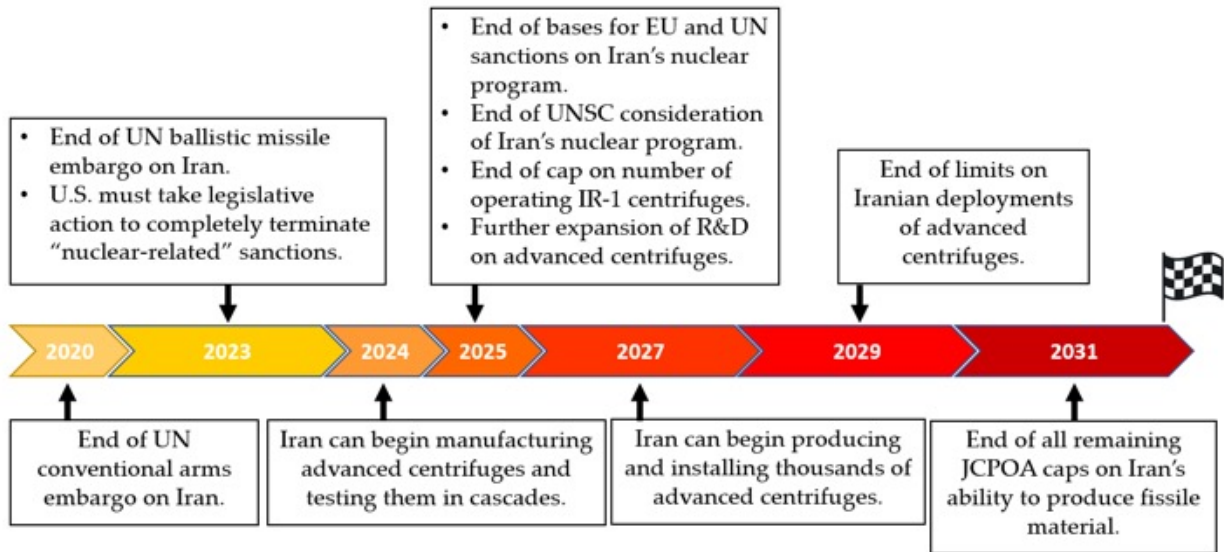 • End of bases for EU and UN
sanctions on Iran's nuclear
program.
• End of UNSC consideration
of Iran's nuclear program.
• End of cap on number of
operating IR-1 centrifuges.
• Further expansion of R&D
on advanced centrifuges.
• End of UN ballistic missile
embargo on Iran.
• U.S. must take legislative
action to completely terminate
“nuclear-related” sanctions.
End of limits on
Iranian deployments
of advanced
centrifuges.
2020
2023
2024
2025
2027
2029
2031
End of UN
conventional arms
embargo on Iran.
Iran can begin manufacturing
advanced centrifuges and
testing them in cascades.
Iran can begin producing
and installing thousands of
advanced centrifuges.
End of all remaining
JCPOA caps on Iran's
ability to produce fissile
material.